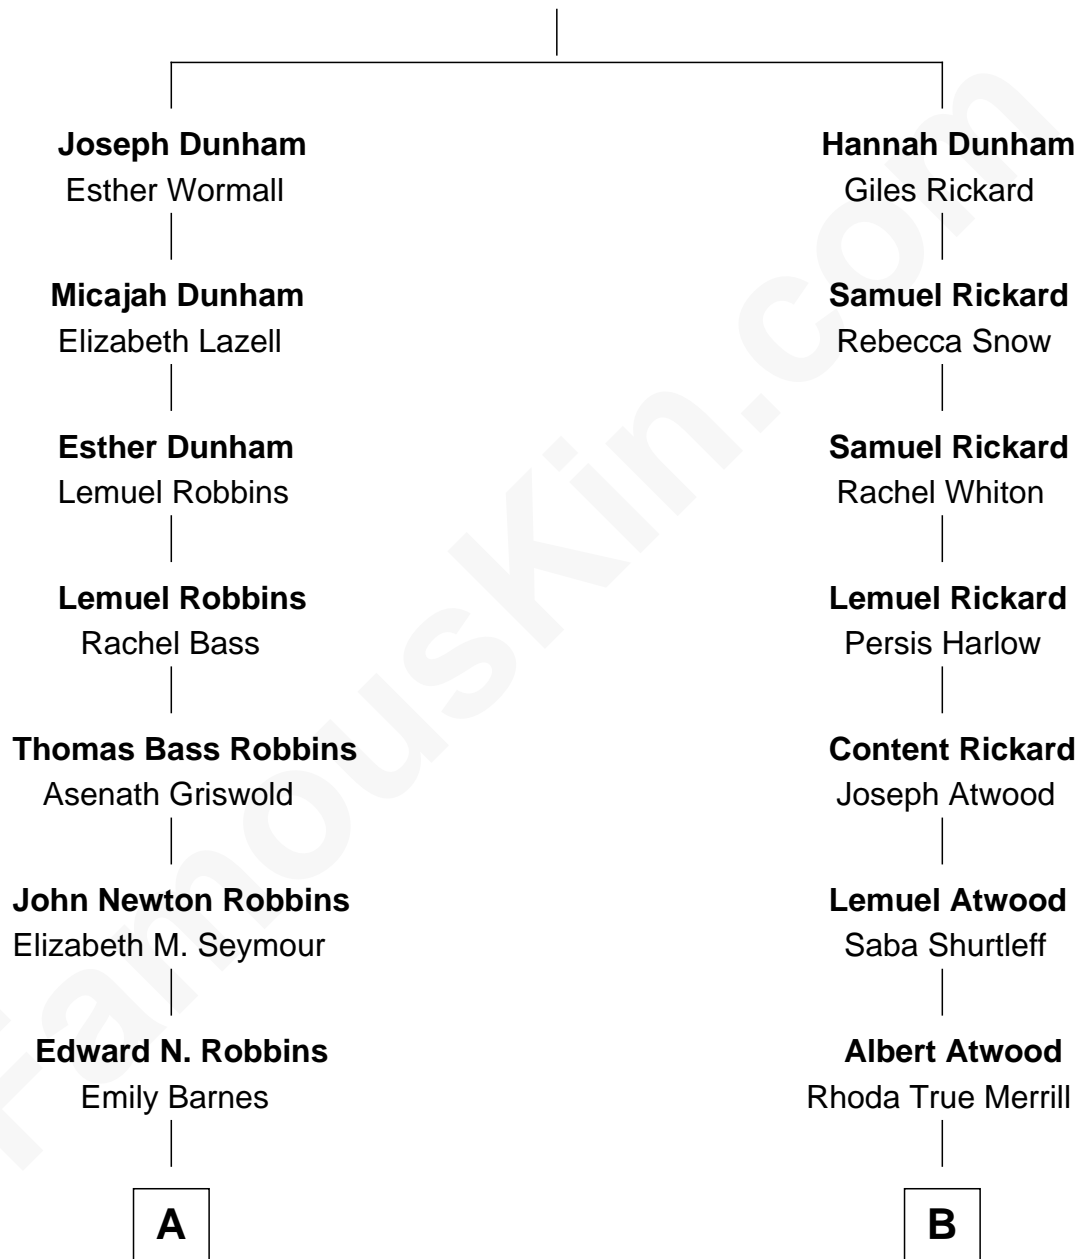 Joseph Dunham
Esther Wormall
Hannah Dunham
Giles Rickard
Micajah Dunham
Elizabeth Lazell
Samuel Rickard
Rebecca Snow
Esther Dunham
Lemuel Robbins
Samuel Rickard
Rachel Whiton
Lemuel Robbins
Rachel Bass
Lemuel Rickard
Persis Harlow
Thomas Bass Robbins
Asenath Griswold
Content Rickard
Joseph Atwood
John Newton Robbins
Elizabeth M. Seymour
Lemuel Atwood
Saba Shurtleff
Edward N. Robbins
Emily Barnes
Albert Atwood
Rhoda True Merrill
A
B
FamousKin.com